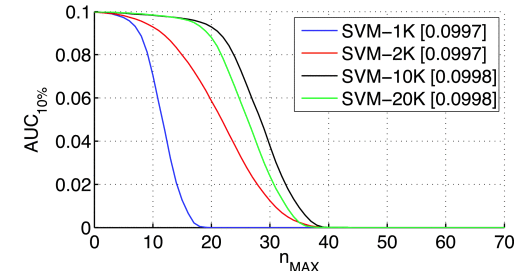 0.1
0.08
0.06
0.04
0.02
0
AUC10%
SVM−1K [0.0997]
SVM−2K [0.0997]
SVM−10K [0.0998]
SVM−20K [0.0998]
0 10 20 30 40 50 60 70
nMAX